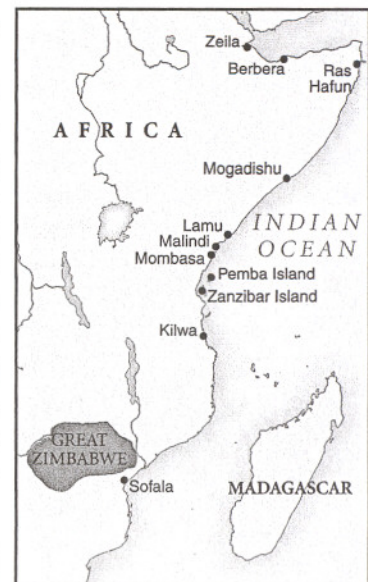 Zeila
Berbera
Ras
Hafun
AFRICA
Mogadishu
Lamu
INDIAN
OCEAN
Malindi
Mombasa
Pemba Island
Zanzibar Island
Kilwa
GREAT
ZIMBABWE
Sofala
MADAGASCAR